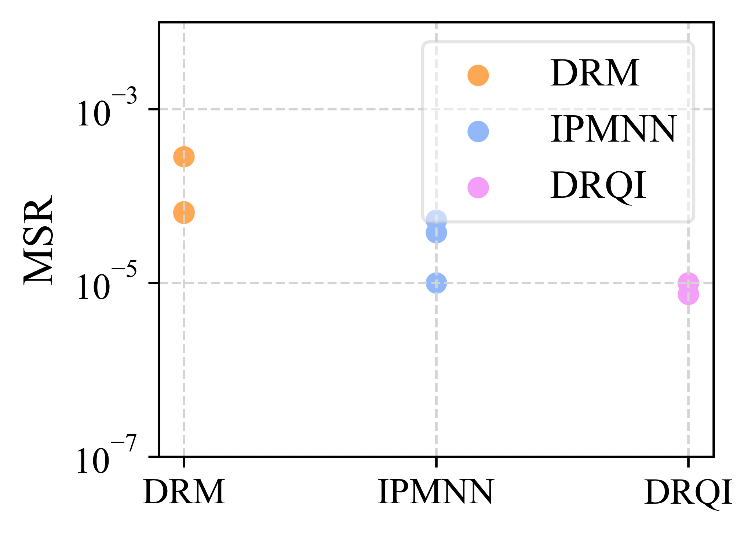 DRM
IPMNN
DRQI
MSR
10⁻³
10⁻⁵
10⁻⁷
DRM IPMNN DRQI